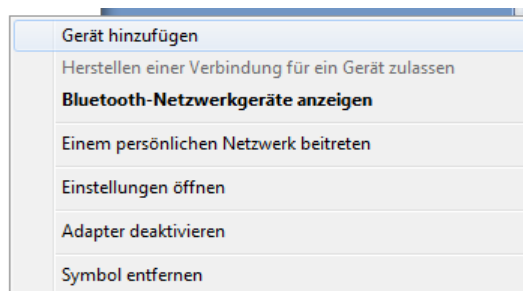 Gerät hinzufügen
Herstellen einer Verbindung für ein Gerät zulassen
Bluetooth-Netzwerkgeräte anzeigen
Einem persönlichen Netzwerk beitreten
Einstellungen öffnen
Adapter deaktivieren
Symbol entfernen